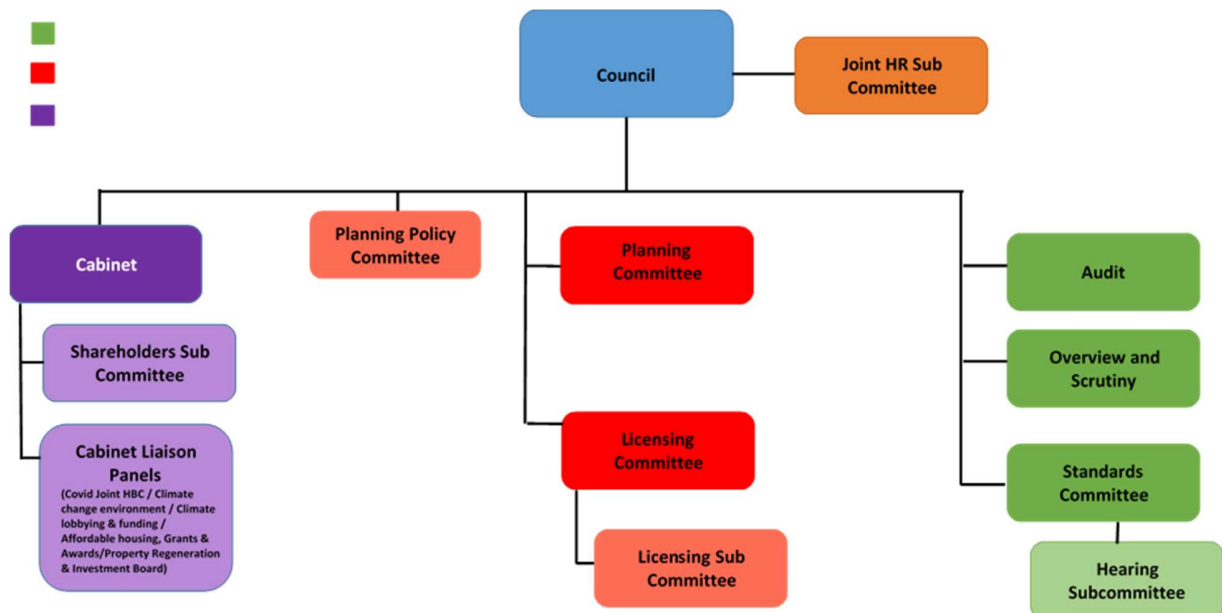 Council
Joint HR Sub
Committee
Cabinet
Planning Policy
Committee
Planning
Committee
Audit
Shareholders Sub
Committee
Overview and
Scrutiny
Cabinet Liaison
Panels
(Covid Joint HBC / Climate
change environment / Climate
lobbying & funding /
Affordable housing, Grants &
Awards/Property Regeneration
& Investment Board)
Licensing
Committee
Standards
Committee
Licensing Sub
Committee
Hearing
Subcommittee